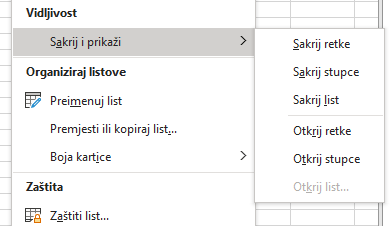 Vidljivost
Sakrij i prikaži
Organiziraj listove
Preimenuj list
Premjesti ili kopiraj list...
Boja kartice
Zaštita
Zaštiti list...
Sakrij retke
Sakrij stupce
Sakrij list
Otkrij retke
Otkrij stupce
Otkrij list...